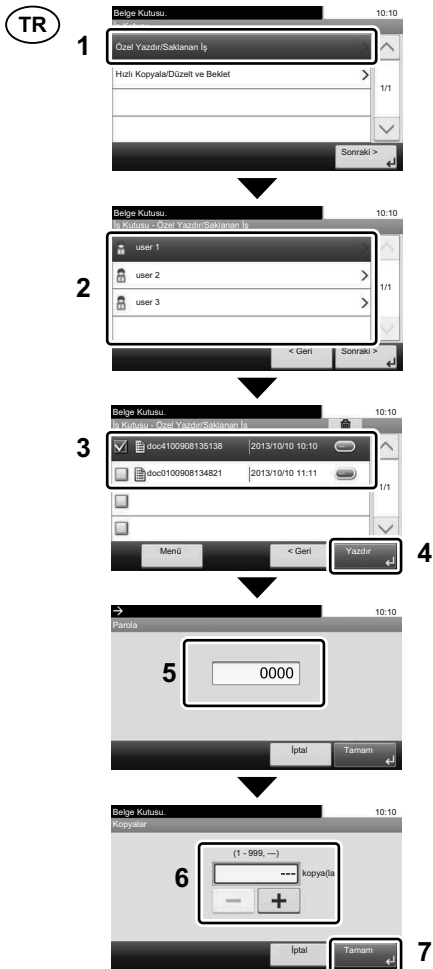 TR
Belge Kutusu. 10:10
İş Kutusu
1
Özel Yazdır/Saklanan İş
Hızlı Kopyala/Düzelt ve Beklet
1/1
Sonraki >
Belge Kutusu. 10:10
İş Kutusu - Özel Yazdır/Saklanan İş
user 1
2
user 2
1/1
user 3
< Geri Sonraki >
Belge Kutusu. 10:10
İş Kutusu - Özel Yazdır/Saklanan İş
3
doc4100908135138 2013/10/10 10:10
doc0100908134821 2013/10/10 11:11
1/1
Menü < Geri Yazdır
4
10:10
Parola
5
0000
İptal Tamam
Belge Kutusu. 10:10
Kopyalar
(1 - 999, ---)
6
--- kopya(la
İptal Tamam
7